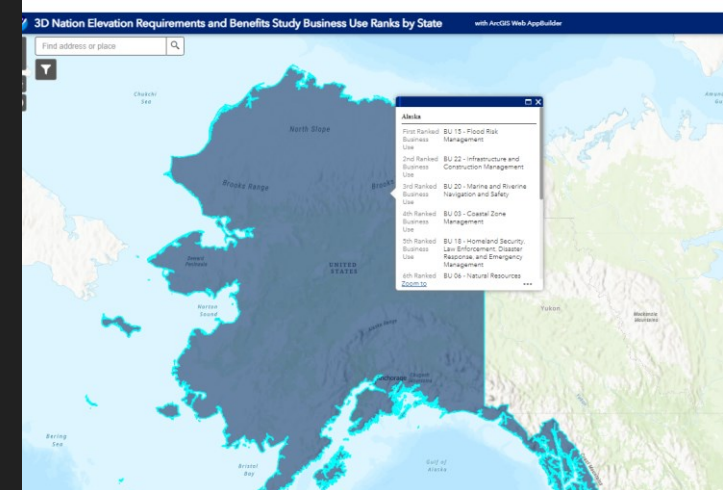 3D Nation Elevation Requirements and Benefits Study Business Use Ranks by State
with ArcGIS Web AppBuilder
Find address or place
Chukchi
Sea
North Slope
Brooks Range
Brooks
Seward
Peninsula
Norton
Sound
UNITED
STATES
Alaska Range
Anchorage
Bering
Sea
Bristol
Bay
Gulf of
Alaska
Yukon
Mackenzie
Mountains
Alaska
First Ranked
Business
Use
BU 15 - Flood Risk
Management
2nd Ranked
Business
Use
BU 22 - Infrastructure and
Construction Management
3rd Ranked
Business
Use
BU 20 - Marine and Riverine
Navigation and Safety
4th Ranked
Business
Use
BU 03 - Coastal Zone
Management
5th Ranked
Business
Use
BU 18 - Homeland Security,
Law Enforcement, Disaster
Response, and Emergency
Management
6th Ranked
BU 06 - Natural Resources
Zoom to